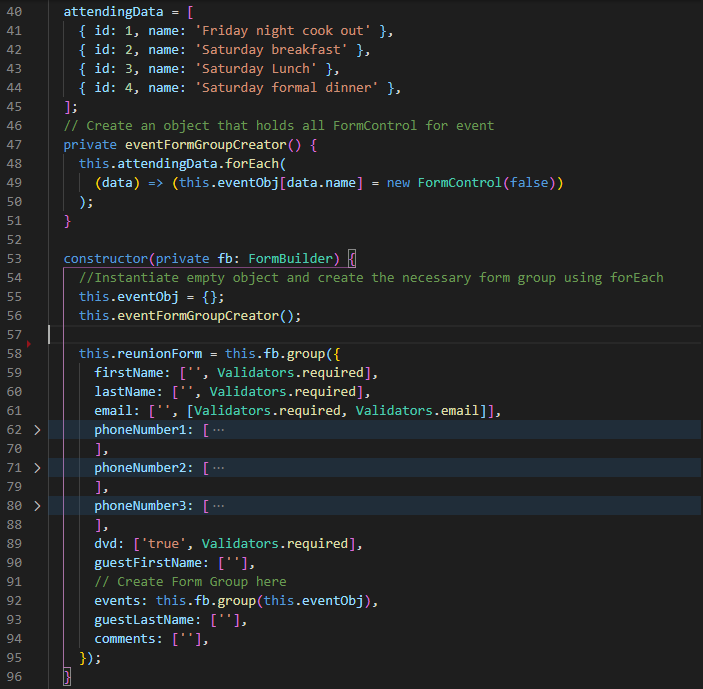 40 attendingData = [
41 { id: 1, name: 'Friday night cook out' },
42 { id: 2, name: 'Saturday breakfast' },
43 { id: 3, name: 'Saturday Lunch' },
44 { id: 4, name: 'Saturday formal dinner' },
45 ];
46 // Create an object that holds all FormControl for event
47 private eventFormGroupCreator() {
48 this.attendingData.forEach(
49 (data) => (this.eventObj[data.name] = new FormControl(false))
50 );
51 }
52
53 constructor(private fb: FormBuilder) {
54 //Instantiate empty object and create the necessary form group using forEach
55 this.eventObj = {};
56 this.eventFormGroupCreator();
57
58 this.reunionForm = this.fb.group({
59 firstName: ['', Validators.required],
60 lastName: ['', Validators.required],
61 email: ['', [Validators.required, Validators.email]],
62 > phoneNumber1: [ ···
70 ],
71 > phoneNumber2: [ ···
79 ],
80 > phoneNumber3: [ ···
88 ],
89 dvd: ['true', Validators.required],
90 guestFirstName: [''],
91 // Create Form Group here
92 events: this.fb.group(this.eventObj),
93 guestLastName: [''],
94 comments: [''],
95 });
96 }